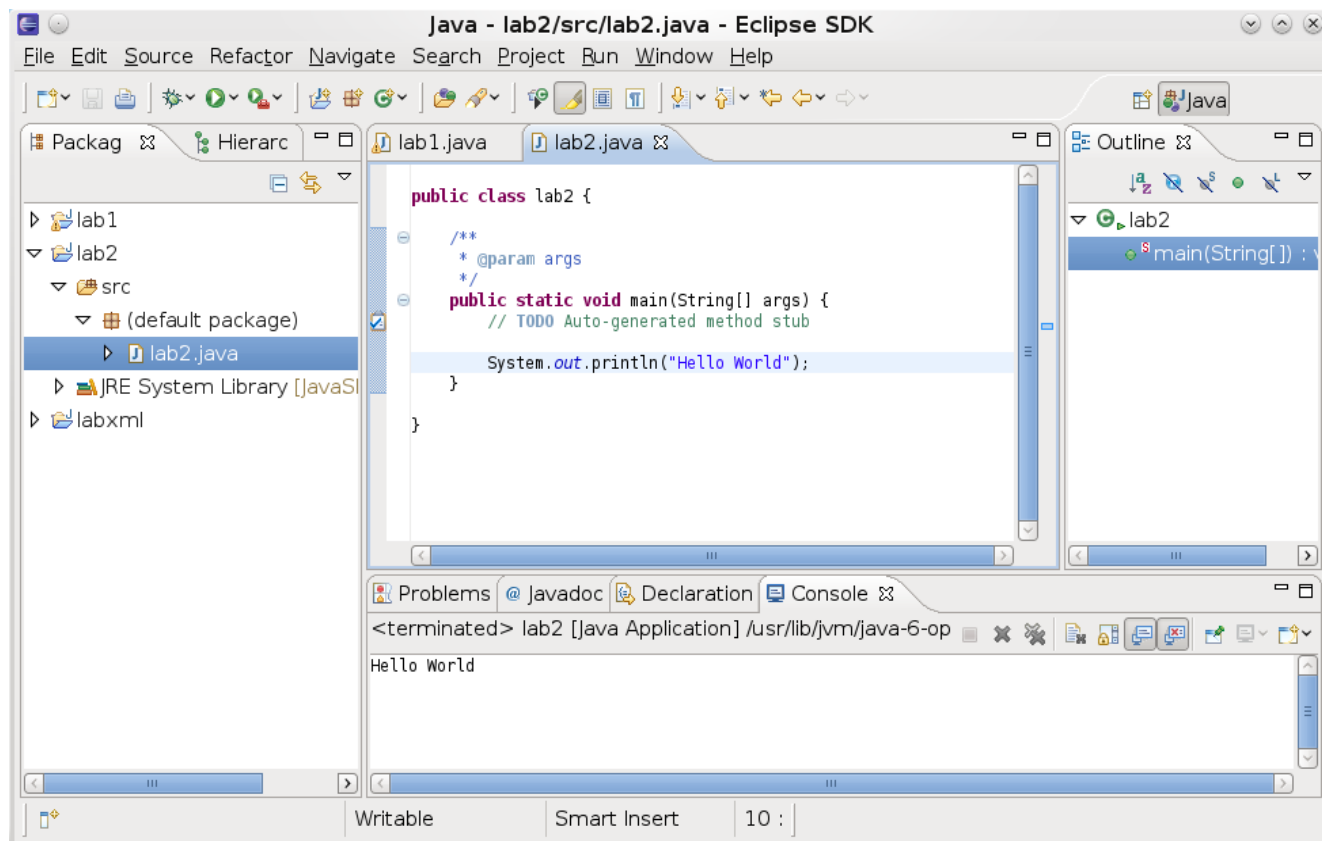 Java - lab2/src/lab2.java - Eclipse SDK
File Edit Source Refactor Navigate Search Project Run Window Help
Java
Packag Hierarc
lab1.java lab2.java
Outline
lab1
lab2
src
(default package)
lab2.java
JRE System Library [JavaSI
labxml
public class lab2 {
/**
* @param args
*/
public static void main(String[] args) {
// TODO Auto-generated method stub
System.out.println("Hello World");
}
}
lab2
main(String[]) : v
Problems @ Javadoc Declaration Console
<terminated> lab2 [Java Application] /usr/lib/jvm/java-6-op
Hello World
Writable Smart Insert 10 :